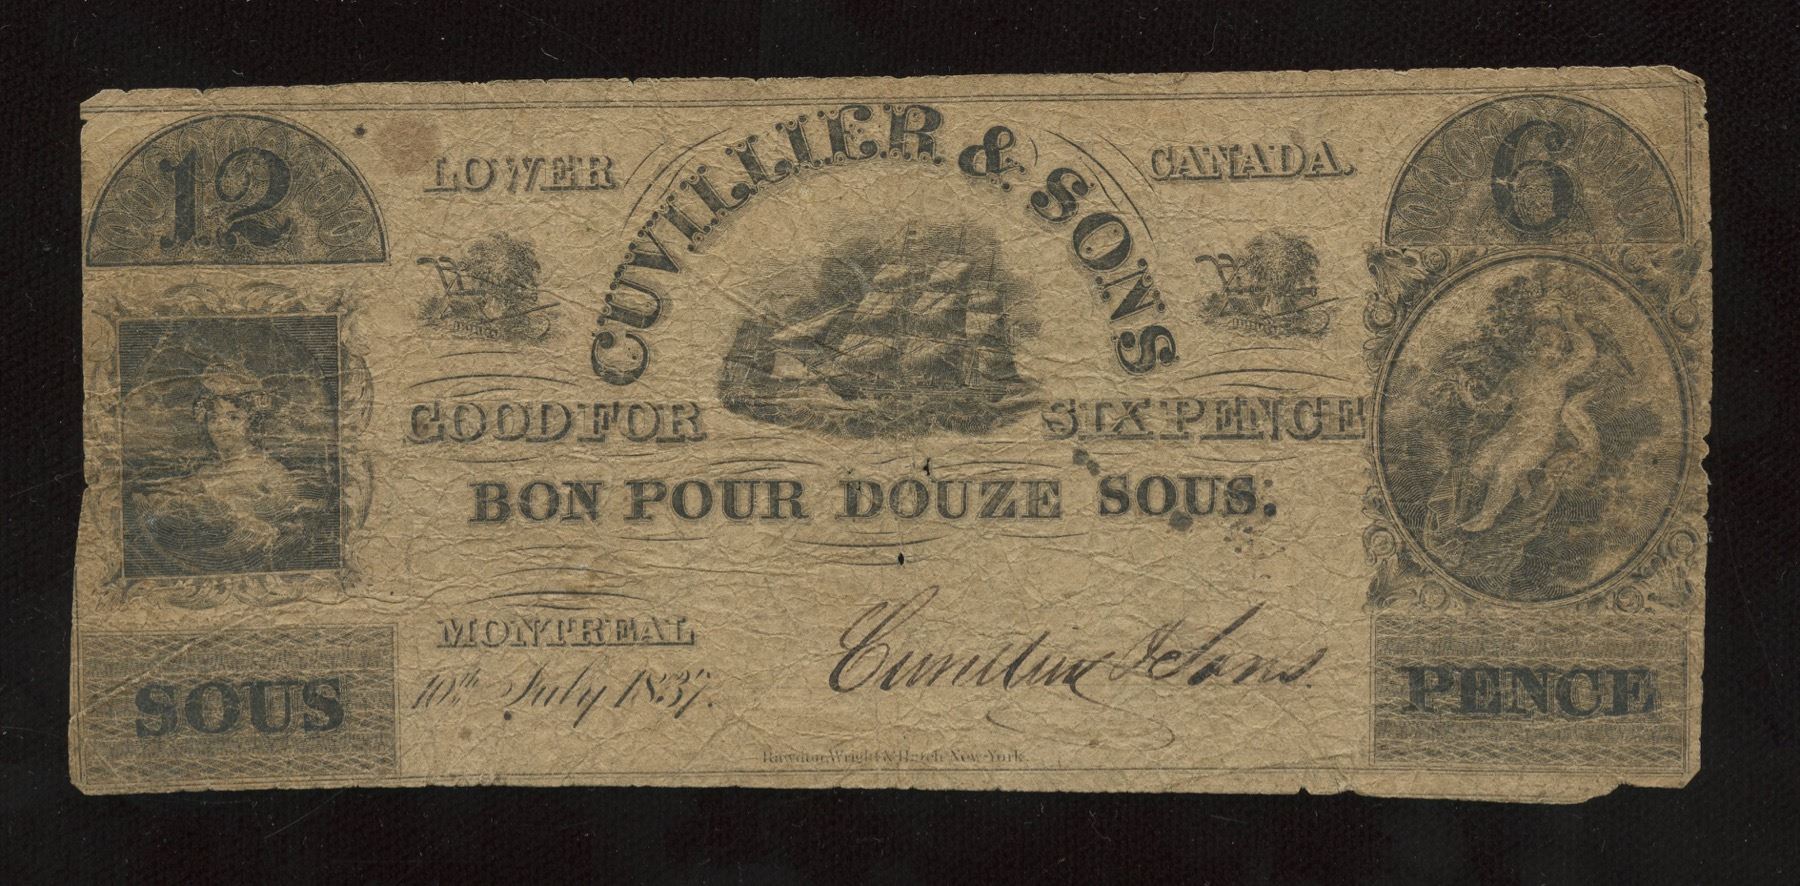 12
LOWER
CUVILLIER & SONS
CANADA.
6
GOOD FOR
SIX PENCE
BON POUR DOUZE SOUS.
MONTREAL
10th July 1837.
Cuvillier & Sons.
SOUS
PENCE
Rawdon, Wright & Hatch New-York.